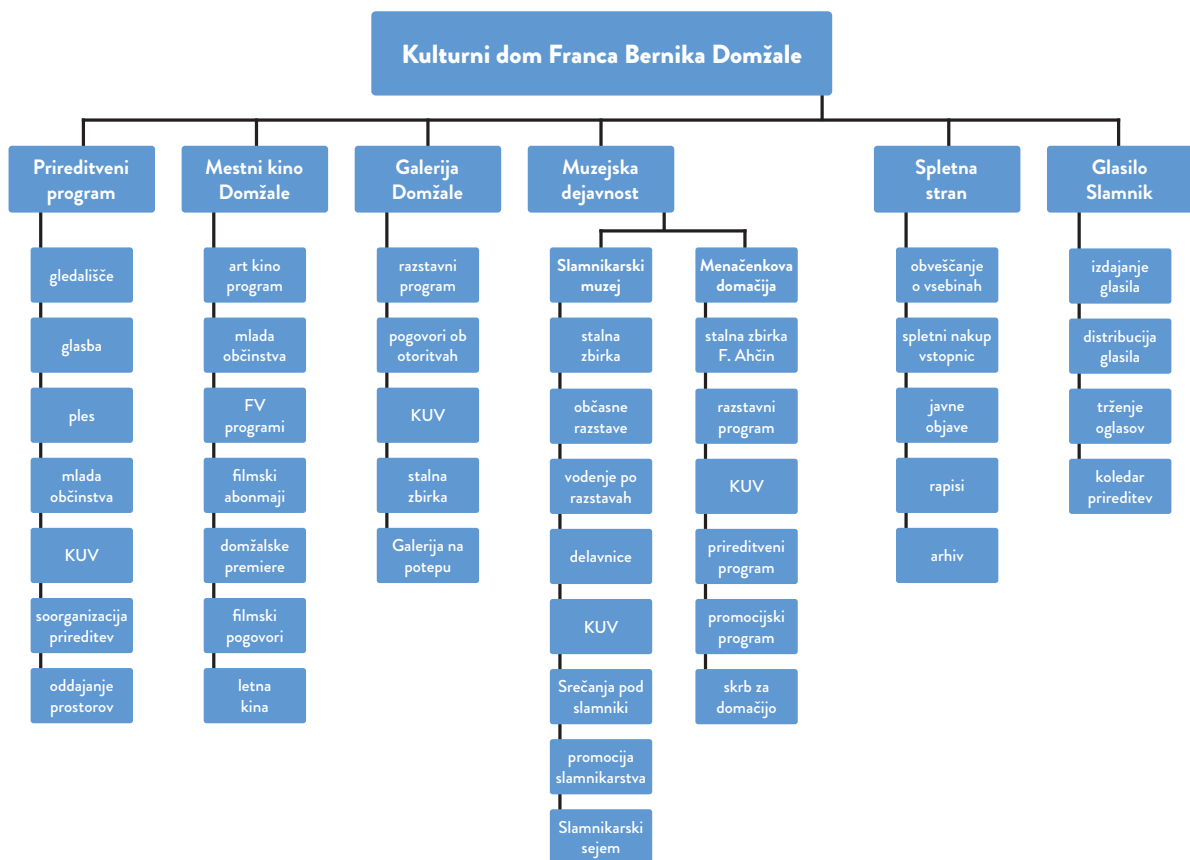 Kulturni dom Franca Bernika Domžale
Prireditveni
program
gledališče
glasba
ples
mlada
občinstva
KUV
soorganizacija
prireditev
oddajanje
prostorov
Mestni kino
Domžale
art kino
program
mlada
občinstva
FV
programi
filmski
abonmaji
domžalske
premiere
filmski
pogovori
letna
kina
Galerija
Domžale
razstavni
program
pogovori ob
otoritvah
KUV
stalna
zbirka
Galerija na
potepu
Muzejska
dejavnost
Slamnikarski
muzej
stalna
zbirka
občasne
razstave
vodenje po
razstavah
delavnice
KUV
Srečanja pod
slamniki
promocija
slamnikarstva
Slamnikarski
sejem
Menačenkova
domačija
stalna zbirka
F. Ahčin
razstavni
program
KUV
prireditveni
program
promocijski
program
skrb za
domačijo
Spletna
stran
obveščanje
o vsebinah
spletni nakup
vstopnic
javne
objave
rapisi
arhiv
Glasilo
Slamnik
izdajanje
glasila
distribucija
glasila
trženje
oglasov
koledar
prireditev